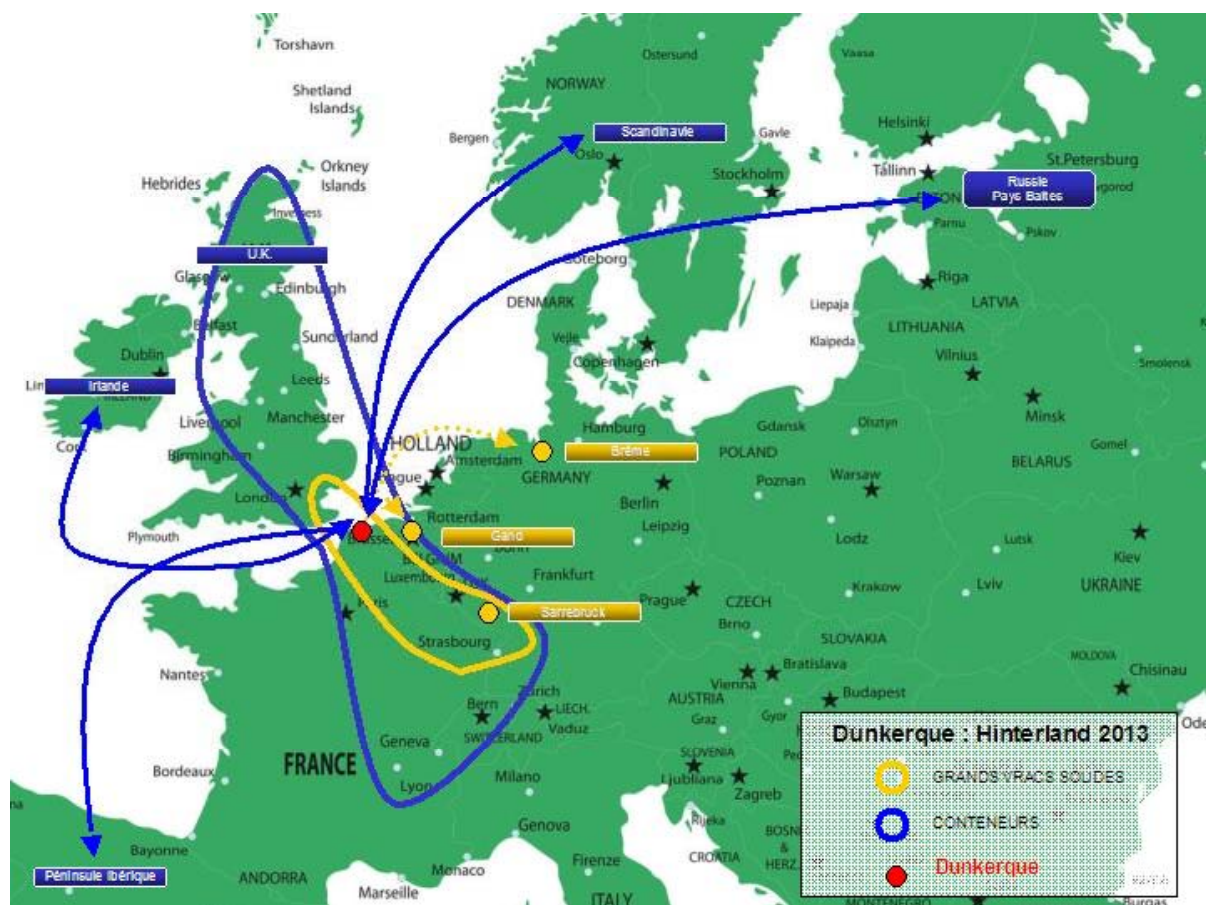 Torshavn
Ostersund
Vaasa
NORWAY
Shetland
Islands
Bergen
Scandinavie
Gavle
Helsinki
Oslo
Tallinn
St.Petersburg
Orkney
Islands
Hebrides
Stockholm
Russie
Pays Baltes
Inverness
Parnu
Pskov
U.K.
Glasgow
Edinburgh
Goteborg
Riga
DENMARK
Liepaja
LATVIA
Belfast
Sunderland
Vejle
LITHUANIA
Dublin
Copenhagen
Klaipeda
Vilnius
Smolensk
Irlande
Leeds
Minsk
Liverpool
Manchester
Hamburg
Gdansk
Olsztyn
Cork
HOLLAND
Gomel
Birmingham
Amsterdam
Brême
POLAND
BELARUS
GERMANY
Warsaw
London
Berlin
Poznan
Rotterdam
Leipzig
Plymouth
Gand
Lodz
Lutsk
Kiev
BELGIUM
Luxembourg
Frankfurt
Krakow
Lviv
UKRAINE
Paris
Sarrebruck
Prague
CZECH
Brno
Strasbourg
SLOVAKIA
MOLDOVA
Nantes
Bratislava
Chisinau
Vienna
Zurich
Bern
LIECH.
AUSTRIA
Budapest
Vaduz
Graz
Gyor
SWITZERLAND
Geneva
SLOVENIA
FRANCE
Bordeaux
Lyon
Milano
Ljubliana
Zagreb
Genova
Rijeka
Bayonne
Firenze
CROATIA
Monaco
Péninsule Ibérique
ANDORRA
Marseille
ITALY
MONTENEGRO
Burgas
Dunkerque : Hinterland 2013
GRANDS VRACS SOLIDES
CONTENEURS
Dunkerque